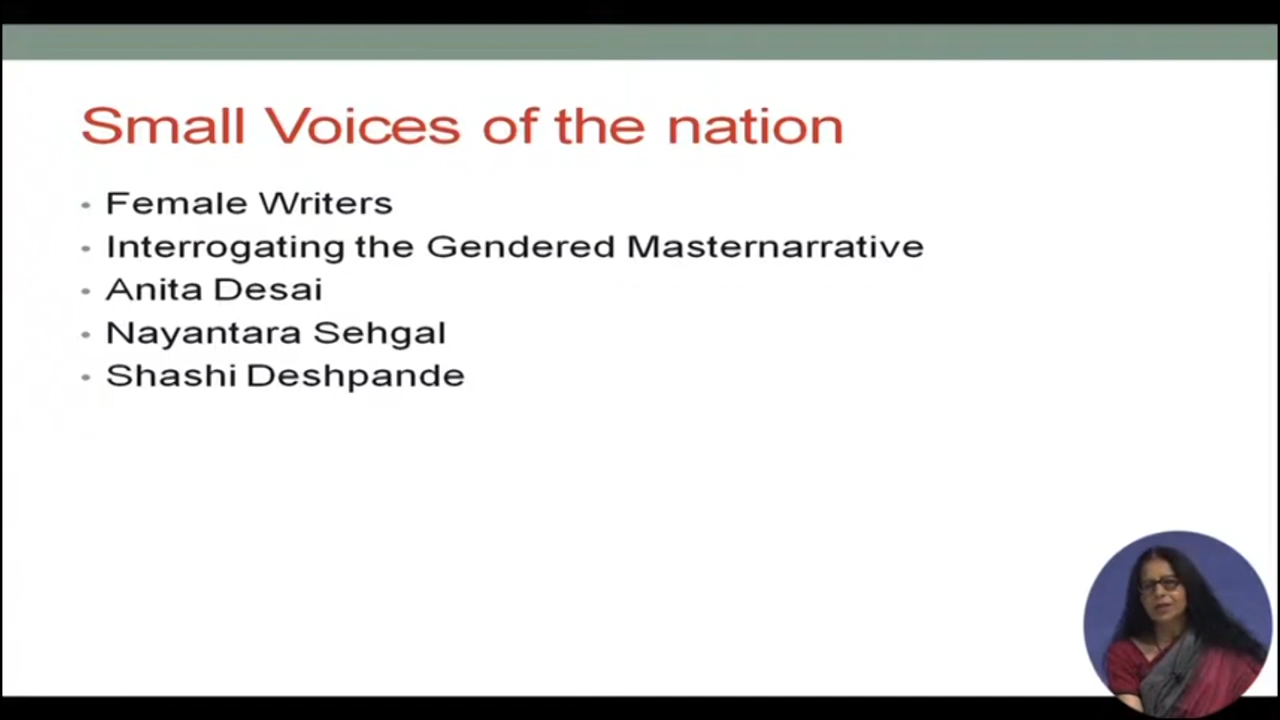 Small Voices of the nation
• Female Writers
• Interrogating the Gendered Masternarrative
• Anita Desai
• Nayantara Sehgal
• Shashi Deshpande